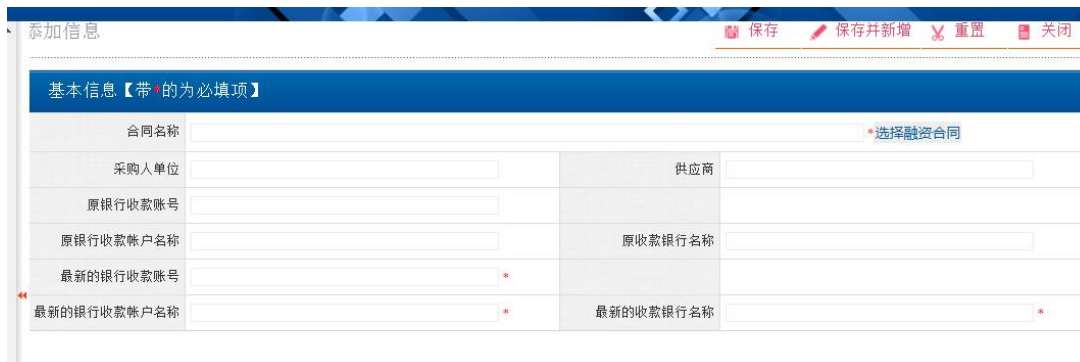 添加信息 保存 保存并新增 重置 关闭
基本信息【带*的为必填项】
合同名称 *选择融资合同
采购人单位 供应商
原银行收款账号
原银行收款帐户名称 原收款银行名称
最新的银行收款账号 *
最新的银行收款帐户名称 * 最新的收款银行名称 *